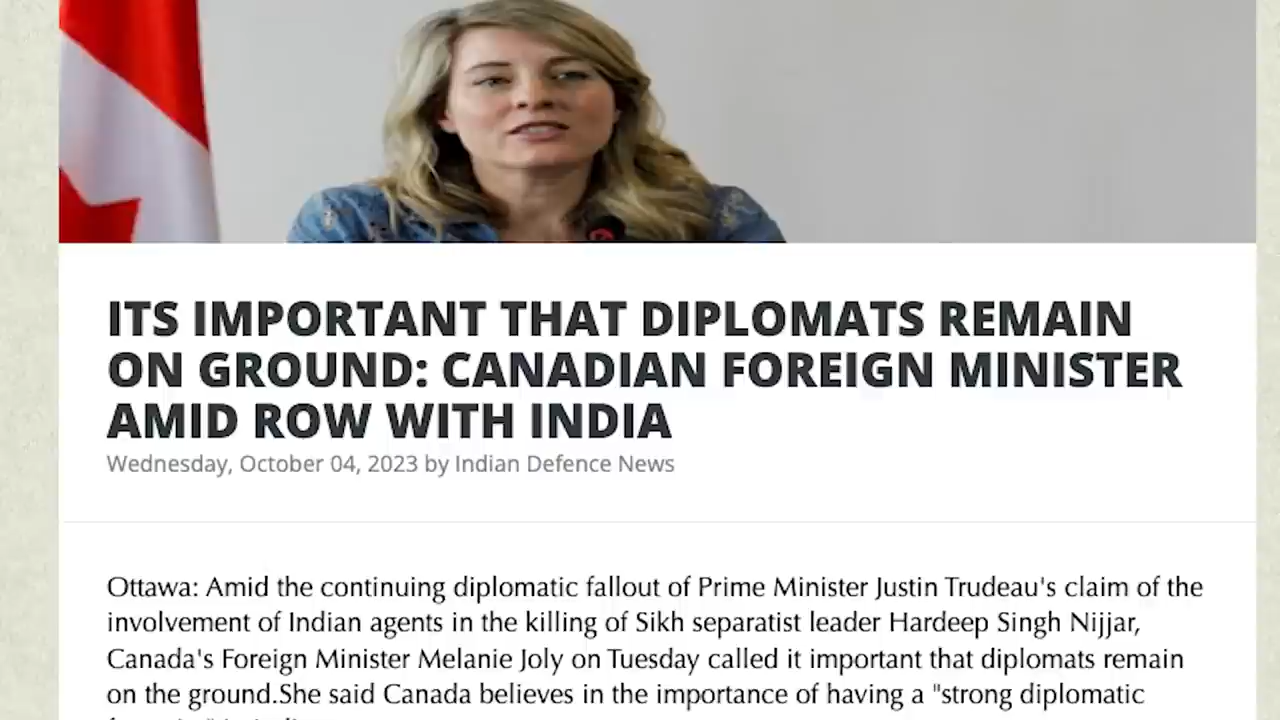 ITS IMPORTANT THAT DIPLOMATS REMAIN
ON GROUND: CANADIAN FOREIGN MINISTER
AMID ROW WITH INDIA
Wednesday, October 04, 2023 by Indian Defence News
Ottawa: Amid the continuing diplomatic fallout of Prime Minister Justin Trudeau's claim of the
involvement of Indian agents in the killing of Sikh separatist leader Hardeep Singh Nijjar,
Canada's Foreign Minister Melanie Joly on Tuesday called it important that diplomats remain
on the ground.She said Canada believes in the importance of having a "strong diplomatic